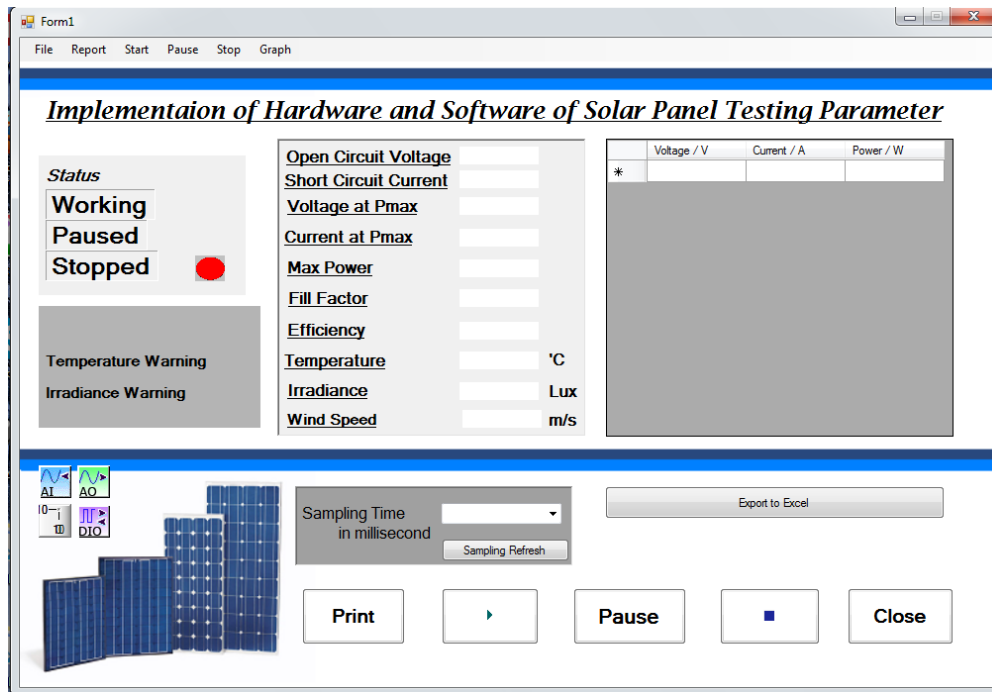 Form1
File Report Start Pause Stop Graph
Implementaion of Hardware and Software of Solar Panel Testing Parameter
Status
Working
Paused
Stopped
Temperature Warning
Irradiance Warning
Open Circuit Voltage
Short Circuit Current
Voltage at Pmax
Current at Pmax
Max Power
Fill Factor
Efficiency
Temperature 'C
Irradiance Lux
Wind Speed m/s
Voltage / V Current / A Power / W
AI AO
DIO
Sampling Time
in millisecond
Sampling Refresh
Export to Excel
Print Pause Close